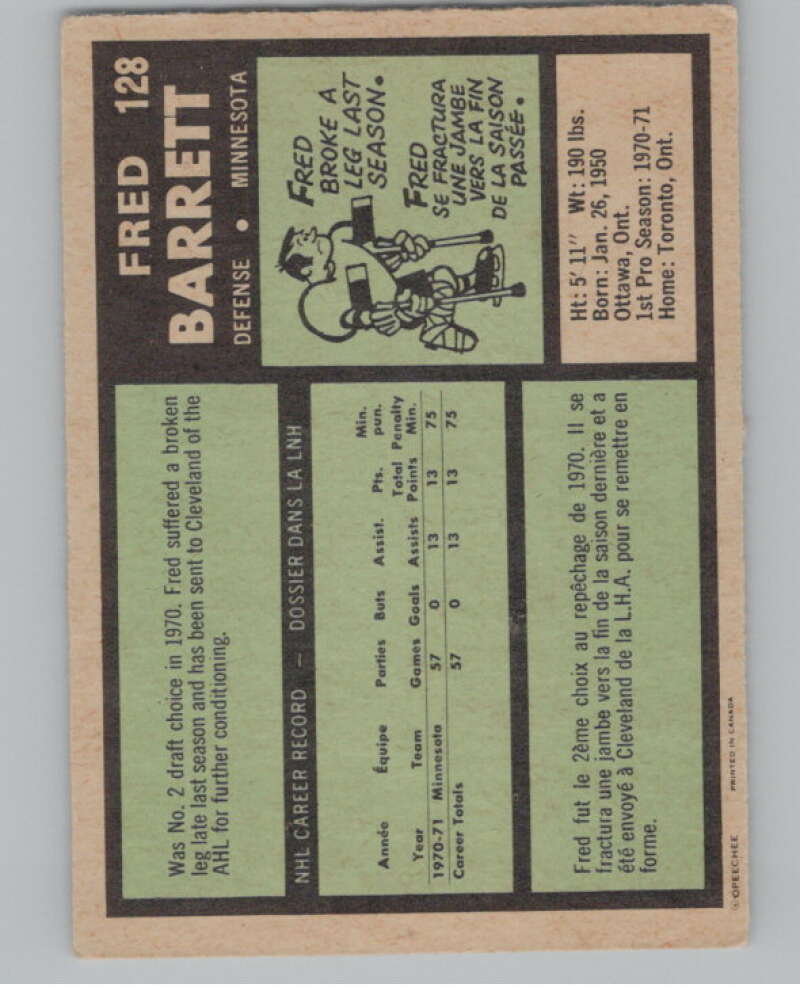 FRED 128
BARRETT
DEFENSE • MINNESOTA
FRED
BROKE A
LEG LAST
SEASON.
FRED
SE FRACTURA
UNE JAMBE
VERS LA FIN
DE LA SAISON
PASSÉE.
Ht: 5' 11" Wt: 190 lbs.
Born: Jan. 26, 1950
Ottawa, Ont.
1st Pro Season: 1970-71
Home: Toronto, Ont.
Was No. 2 draft choice in 1970. Fred suffered a broken
leg late last season and has been sent to Cleveland of the
AHL for further conditioning.
NHL CAREER RECORD — DOSSIER DANS LA LNH
Min.
Pts. pun.
Année Équipe Parties Buts Assist. Total Penalty
Year Team Games Goals Assists Points Min.
1970-71 Minnesota 57 0 13 13 75
Career Totals 57 0 13 13 75
Fred fut le 2ème choix au repêchage de 1970. Il se
fractura une jambe vers la fin de la saison dernière et a
été envoyé à Cleveland de la L.H.A. pour se remettre en
forme.
© OPEECHEE PRINTED IN CANADA